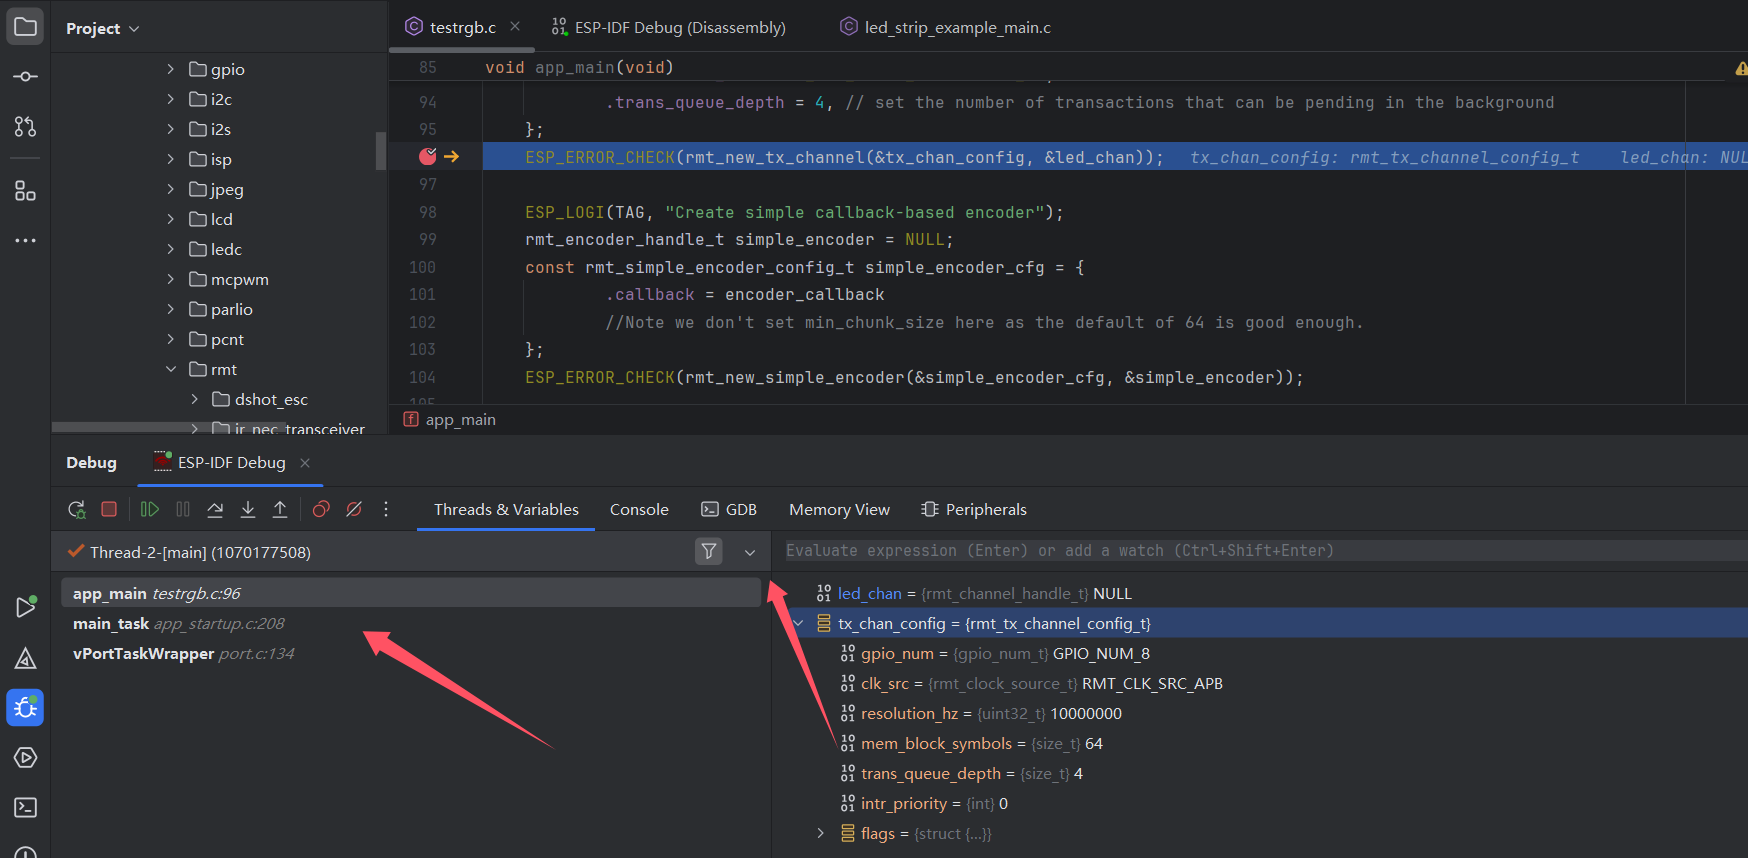 Project
testrgb.c
ESP-IDF Debug (Disassembly)
led_strip_example_main.c
gpio
i2c
i2s
isp
jpeg
lcd
ledc
mcpwm
parlio
pcnt
rmt
dshot_esc
ir_nec_transceiver
85 void app_main(void)
94 .trans_queue_depth = 4, // set the number of transactions that can be pending in the background
95 };
ESP_ERROR_CHECK(rmt_new_tx_channel(&tx_chan_config, &led_chan)); tx_chan_config: rmt_tx_channel_config_t led_chan: NUL
97
98 ESP_LOGI(TAG, "Create simple callback-based encoder");
99 rmt_encoder_handle_t simple_encoder = NULL;
100 const rmt_simple_encoder_config_t simple_encoder_cfg = {
101 .callback = encoder_callback
102 //Note we don't set min_chunk_size here as the default of 64 is good enough.
103 };
104 ESP_ERROR_CHECK(rmt_new_simple_encoder(&simple_encoder_cfg, &simple_encoder));
105
app_main
Debug
ESP-IDF Debug
Threads & Variables
Console
GDB
Memory View
Peripherals
Thread-2-[main] (1070177508)
app_main testrgb.c:96
main_task app_startup.c:208
vPortTaskWrapper port.c:134
Evaluate expression (Enter) or add a watch (Ctrl+Shift+Enter)
led_chan = {rmt_channel_handle_t} NULL
tx_chan_config = {rmt_tx_channel_config_t}
gpio_num = {gpio_num_t} GPIO_NUM_8
clk_src = {rmt_clock_source_t} RMT_CLK_SRC_APB
resolution_hz = {uint32_t} 10000000
mem_block_symbols = {size_t} 64
trans_queue_depth = {size_t} 4
intr_priority = {int} 0
flags = {struct {...}}